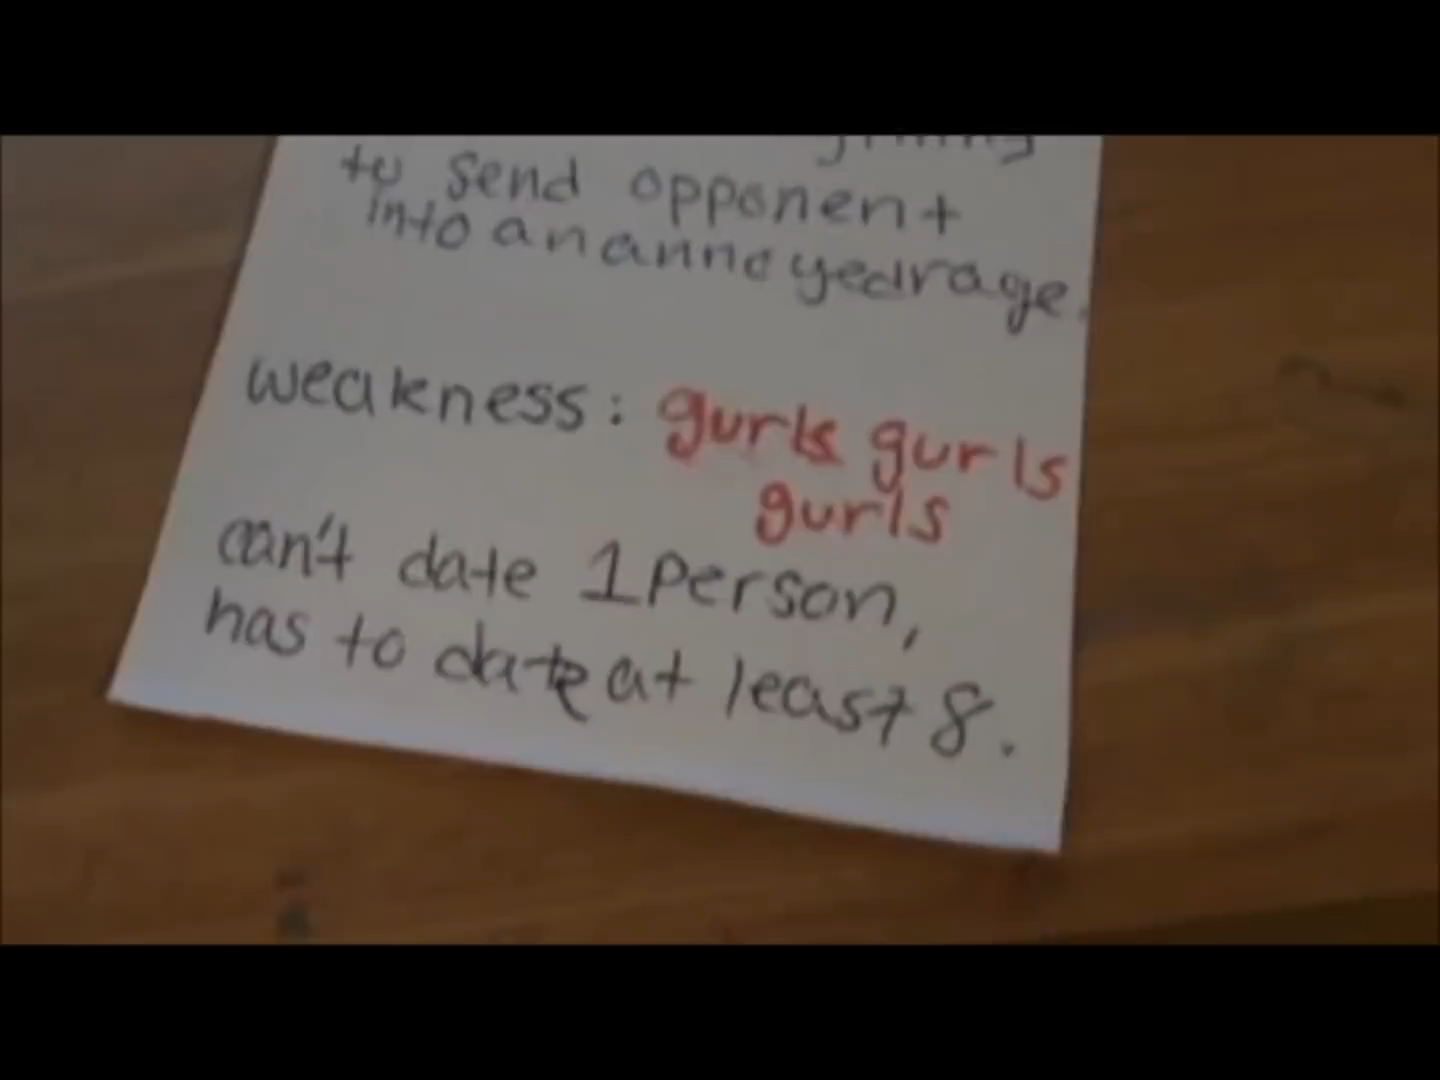 to send opponent
into an annoyed rage.
weakness: gurls gurls
gurls
can't date 1 person,
has to date at least 8.